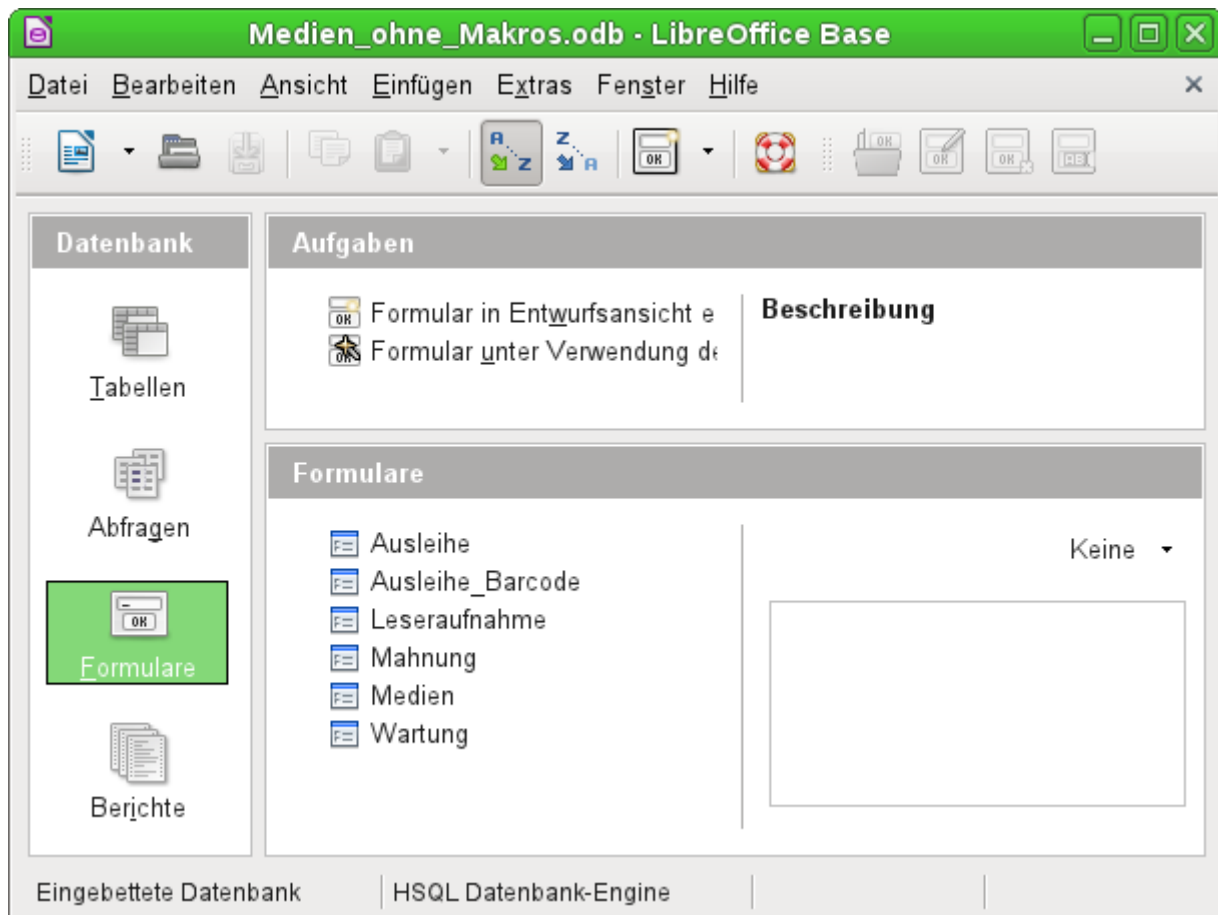 Medien_ohne_Makros.odb - LibreOffice Base
Datei Bearbeiten Ansicht Einfügen Extras Fenster Hilfe
Datenbank
Tabellen
Abfragen
Formulare
Berichte
Aufgaben
Formular in Entwurfsansicht e
Formular unter Verwendung de
Beschreibung
Formulare
Ausleihe
Ausleihe_Barcode
Leseraufnahme
Mahnung
Medien
Wartung
Keine
Eingebettete Datenbank
HSQL Datenbank-Engine